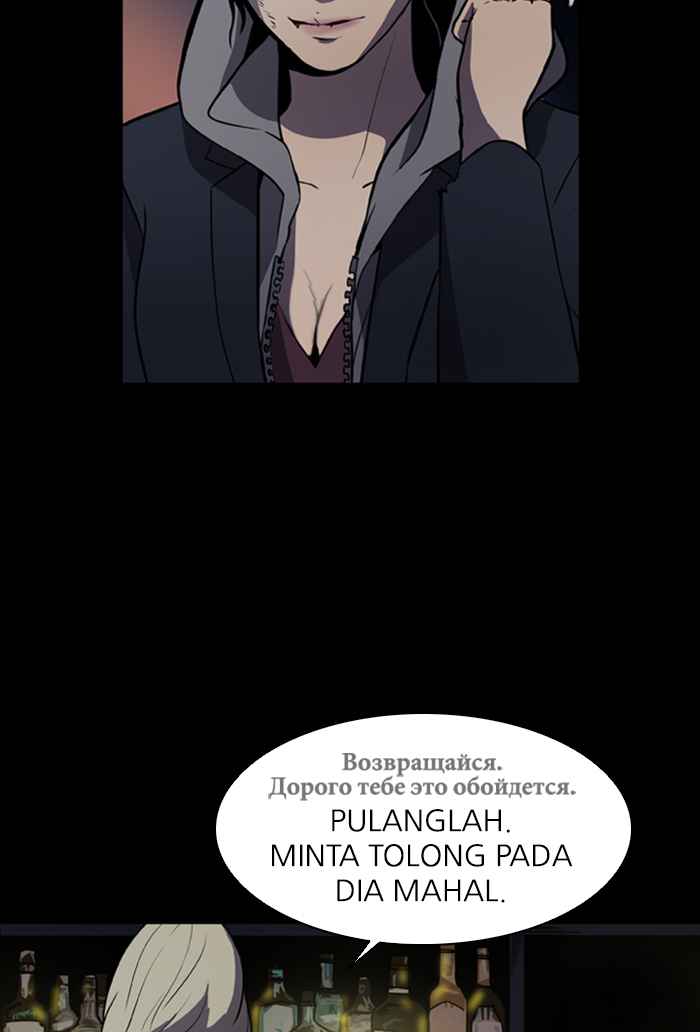 Возвращайся.
Дорого тебе это обойдется.
PULANGLAH.
MINTA TOLONG PADA
DIA MAHAL.